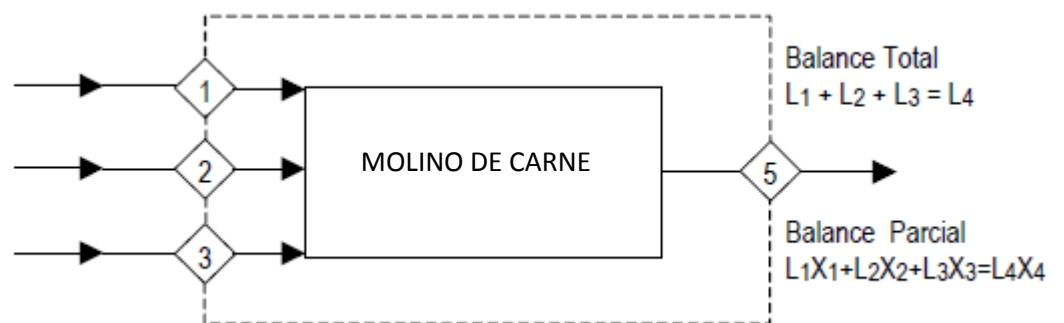 Balance Total
L1 + L2 + L3 = L4
1
2
MOLINO DE CARNE
5
3
Balance Parcial
L1X1+L2X2+L3X3=L4X4